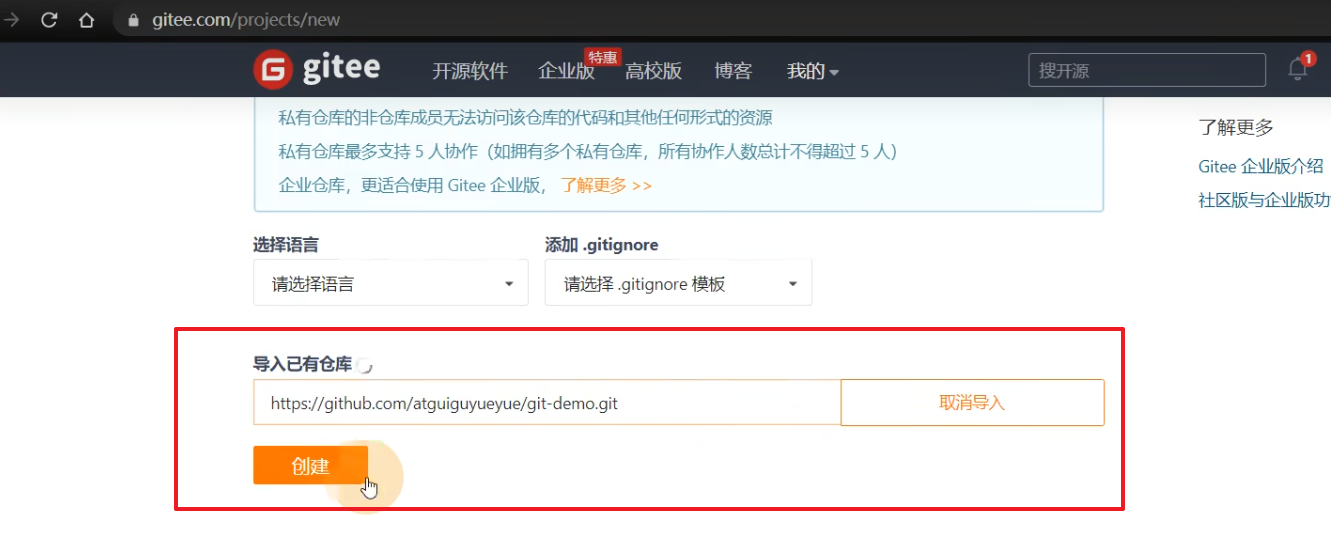 gitee.com/projects/new
gitee 开源软件 企业版 特惠 高校版 博客 我的 搜开源 1
私有仓库的非仓库成员无法访问该仓库的代码和其他任何形式的资源
私有仓库最多支持 5 人协作（如拥有多个私有仓库，所有协作人数总计不得超过 5 人）
企业仓库，更适合使用 Gitee 企业版， 了解更多 >>
了解更多
Gitee 企业版介绍
社区版与企业版功
选择语言 添加 .gitignore
请选择语言 请选择 .gitignore 模板
导入已有仓库
https://github.com/atguiguyueyue/git-demo.git 取消导入
创建